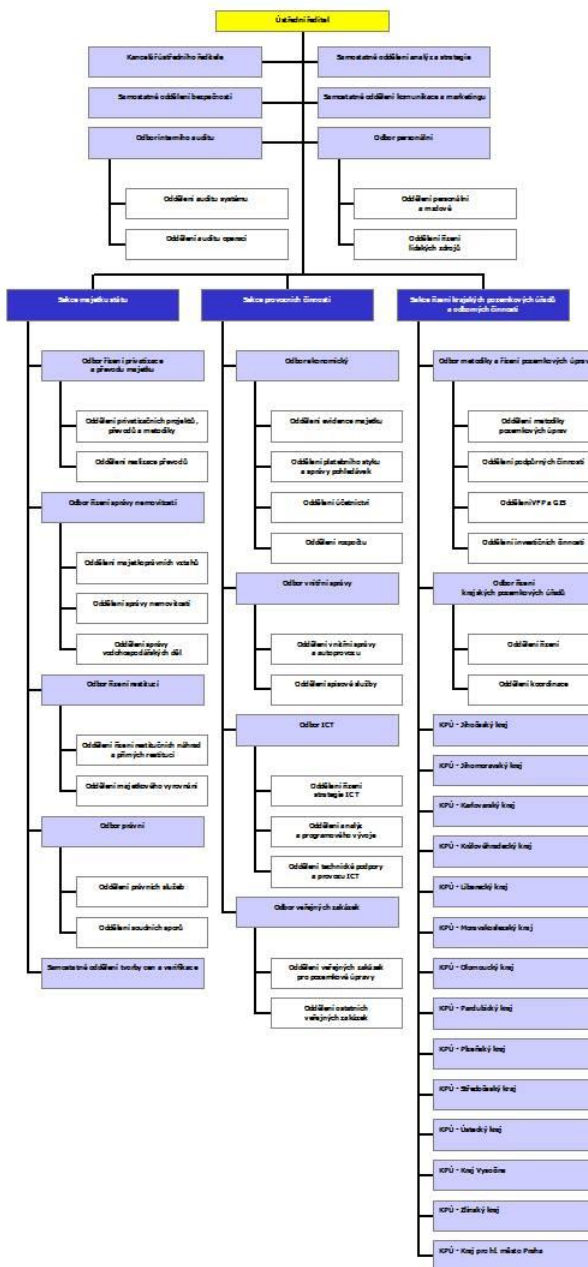 Ústřední ředitel
Kancelář ústředního ředitele
Samostatné oddělení analýz a strategie
Samostatné oddělení bezpečnosti
Samostatné oddělení komunikace a marketingu
Odbor interního auditu
Odbor personální
Oddělení auditu systému
Oddělení auditu operací
Oddělení personální
a mzdové
Oddělení řízení
lidských zdrojů
Sekce majetku státu
Odbor řízení privatizace
a převodu majetku
Oddělení privatizačních projektů,
převodů a metodiky
Oddělení realizace převodů
Odbor řízení správy nemovitostí
Oddělení majetkoprávních vztahů
Oddělení správy nemovitostí
Oddělení správy
vodohospodářských děl
Odbor řízení restitucí
Oddělení řízení restitučních náhrad
a přímých restitucí
Oddělení majetkového vyrovnání
Odbor právní
Oddělení právních služeb
Oddělení soudních sporů
Samostatné oddělení tvorby cen a verifikace
Sekce provozních činností
Odbor ekonomický
Oddělení evidence majetku
Oddělení platebního styku
a správy pohledávek
Oddělení účetnictví
Oddělení rozpočtu
Odbor vnitřní správy
Oddělení vnitřní správy
a autoprovozu
Oddělení spisové služby
Odbor ICT
Oddělení řízení
strategie ICT
Oddělení analýz
a programového vývoje
Oddělení technické podpory
a provozu ICT
Odbor veřejných zakázek
Oddělení veřejných zakázek
pro pozemkové úpravy
Oddělení ostatních
veřejných zakázek
Sekce řízení krajských pozemkových úřadů
a odborných činností
Odbor metodiky a řízení pozemkových úprav
Oddělení metodiky
pozemkových úprav
Oddělení podpůrných činností
Oddělení VFP a GIS
Oddělení investičních činností
Odbor řízení
krajských pozemkových úřadů
Oddělení řízení
Oddělení koordinace
KPÚ - Jihočeský kraj
KPÚ - Jihomoravský kraj
KPÚ - Karlovarský kraj
KPÚ - Královéhradecký kraj
KPÚ - Liberecký kraj
KPÚ - Moravskoslezský kraj
KPÚ - Olomoucký kraj
KPÚ - Pardubický kraj
KPÚ - Plzeňský kraj
KPÚ - Středočeský kraj
KPÚ - Ústecký kraj
KPÚ - Kraj Vysočina
KPÚ - Zlínský kraj
KPÚ - Kraj pro hl. město Praha